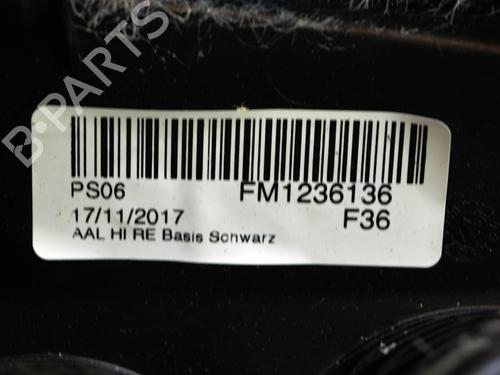 B-PARTS
PS06 FM1236136
17/11/2017 F36
AAL HI RE Basis Schwarz